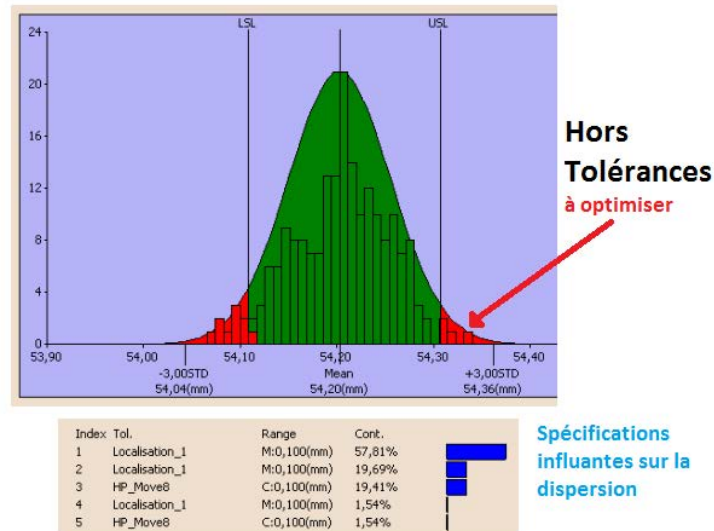 LSL USL
24
20
16
12
8
4
0
53,90 54,00 54,10 54,20 54,30 54,40
-3,00STD Mean +3,00STD
54,04(mm) 54,20(mm) 54,36(mm)
Hors
Tolérances
à optimiser
Index Tol. Range Cont.
1 Localisation_1 M:0,100(mm) 57,81%
2 Localisation_1 M:0,100(mm) 19,69%
3 HP_Move8 C:0,100(mm) 19,41%
4 Localisation_1 M:0,100(mm) 1,54%
5 HP_Move8 C:0,100(mm) 1,54%
Spécifications
influantes sur la
dispersion